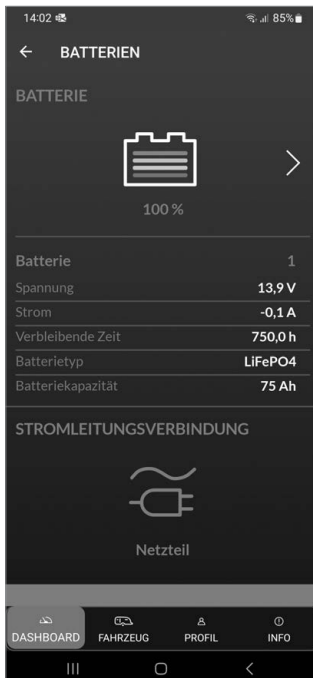 14:02 85%
BATTERIEN
BATTERIE
100 %
Batterie 1
Spannung 13,9 V
Strom -0,1 A
Verbleibende Zeit 750,0 h
Batterietyp LiFePO4
Batteriekapazität 75 Ah
STROMLEITUNGSVERBINDUNG
Netzteil
DASHBOARD FAHRZEUG PROFIL INFO